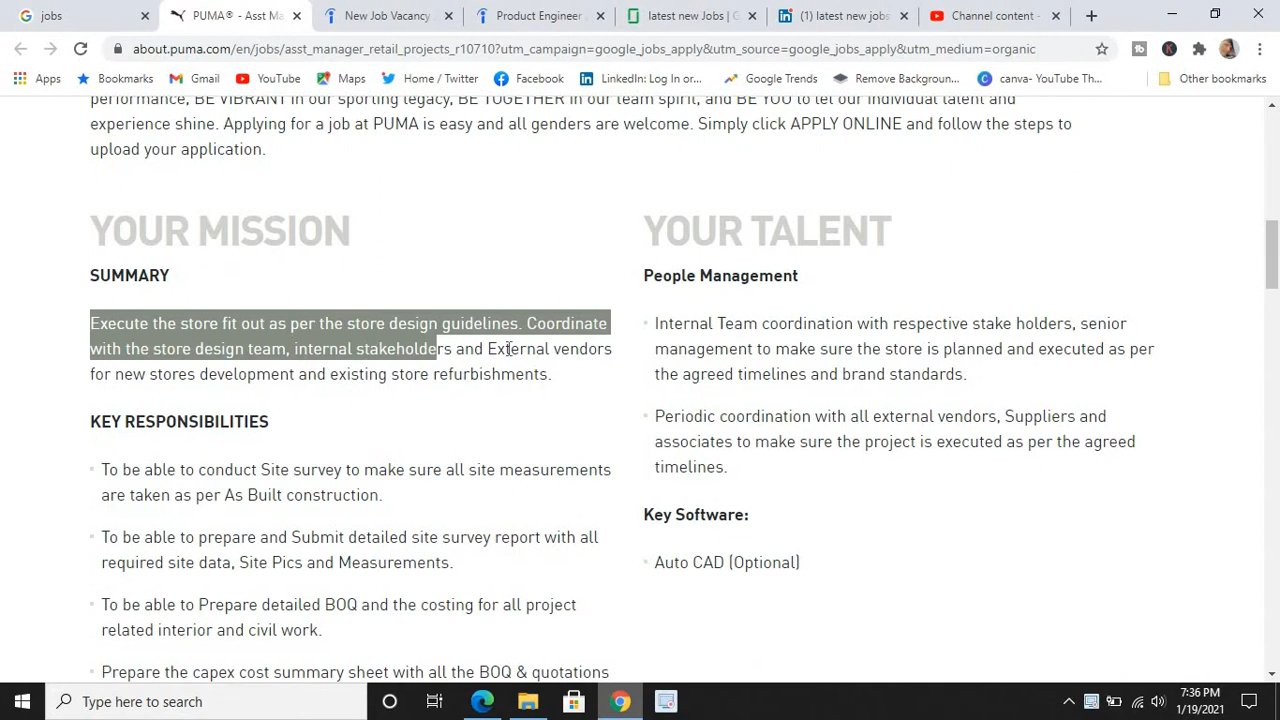 jobs
PUMA® - Asst Ma
New Job Vacancy
Product Engineer
latest new Jobs | G
(1) latest new jobs
Channel content -
about.puma.com/en/jobs/asst_manager_retail_projects_r10710?utm_campaign=google_jobs_apply&utm_source=google_jobs_apply&utm_medium=organic
Apps
Bookmarks
Gmail
YouTube
Maps
Home / Twitter
Facebook
LinkedIn: Log In or...
Google Trends
Remove Backgroun...
canva- YouTube Th...
Other bookmarks
performance, BE VIBRANT in our sporting legacy, BE TOGETHER in our team spirit, and BE YOU to let our individual talent and
experience shine. Applying for a job at PUMA is easy and all genders are welcome. Simply click APPLY ONLINE and follow the steps to
upload your application.
YOUR MISSION
SUMMARY
Execute the store fit out as per the store design guidelines. Coordinate
with the store design team, internal stakeholders and External vendors
for new stores development and existing store refurbishments.
KEY RESPONSIBILITIES
To be able to conduct Site survey to make sure all site measurements
are taken as per As Built construction.
To be able to prepare and Submit detailed site survey report with all
required site data, Site Pics and Measurements.
To be able to Prepare detailed BOQ and the costing for all project
related interior and civil work.
Prepare the capex cost summary sheet with all the BOQ & quotations
YOUR TALENT
People Management
Internal Team coordination with respective stake holders, senior
management to make sure the store is planned and executed as per
the agreed timelines and brand standards.
Periodic coordination with all external vendors, Suppliers and
associates to make sure the project is executed as per the agreed
timelines.
Key Software:
Auto CAD (Optional)
Type here to search
7:36 PM
1/19/2021